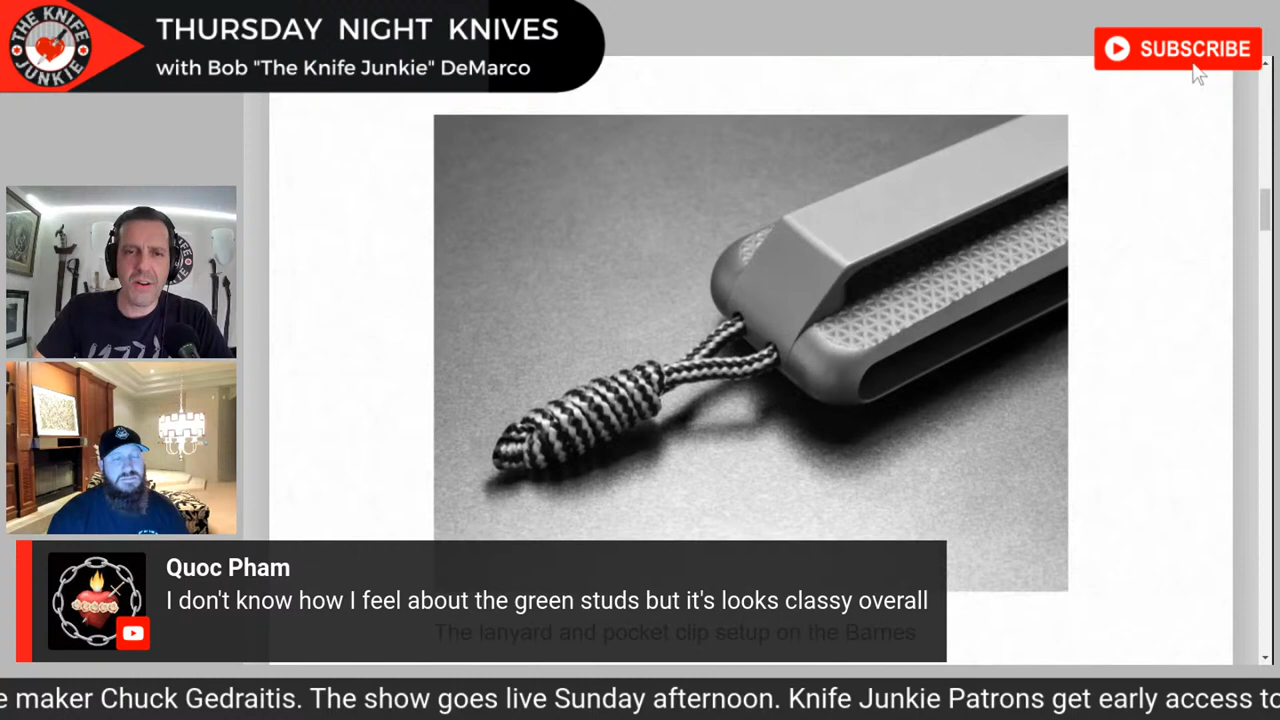 THE KNIFE
JUNKIE
THURSDAY NIGHT KNIVES
with Bob "The Knife Junkie" DeMarco
SUBSCRIBE
Quoc Pham
I don't know how I feel about the green studs but it's looks classy overall
The lanyard and pocket clip setup on the Barnes
e maker Chuck Gedraitis. The show goes live Sunday afternoon. Knife Junkie Patrons get early access to